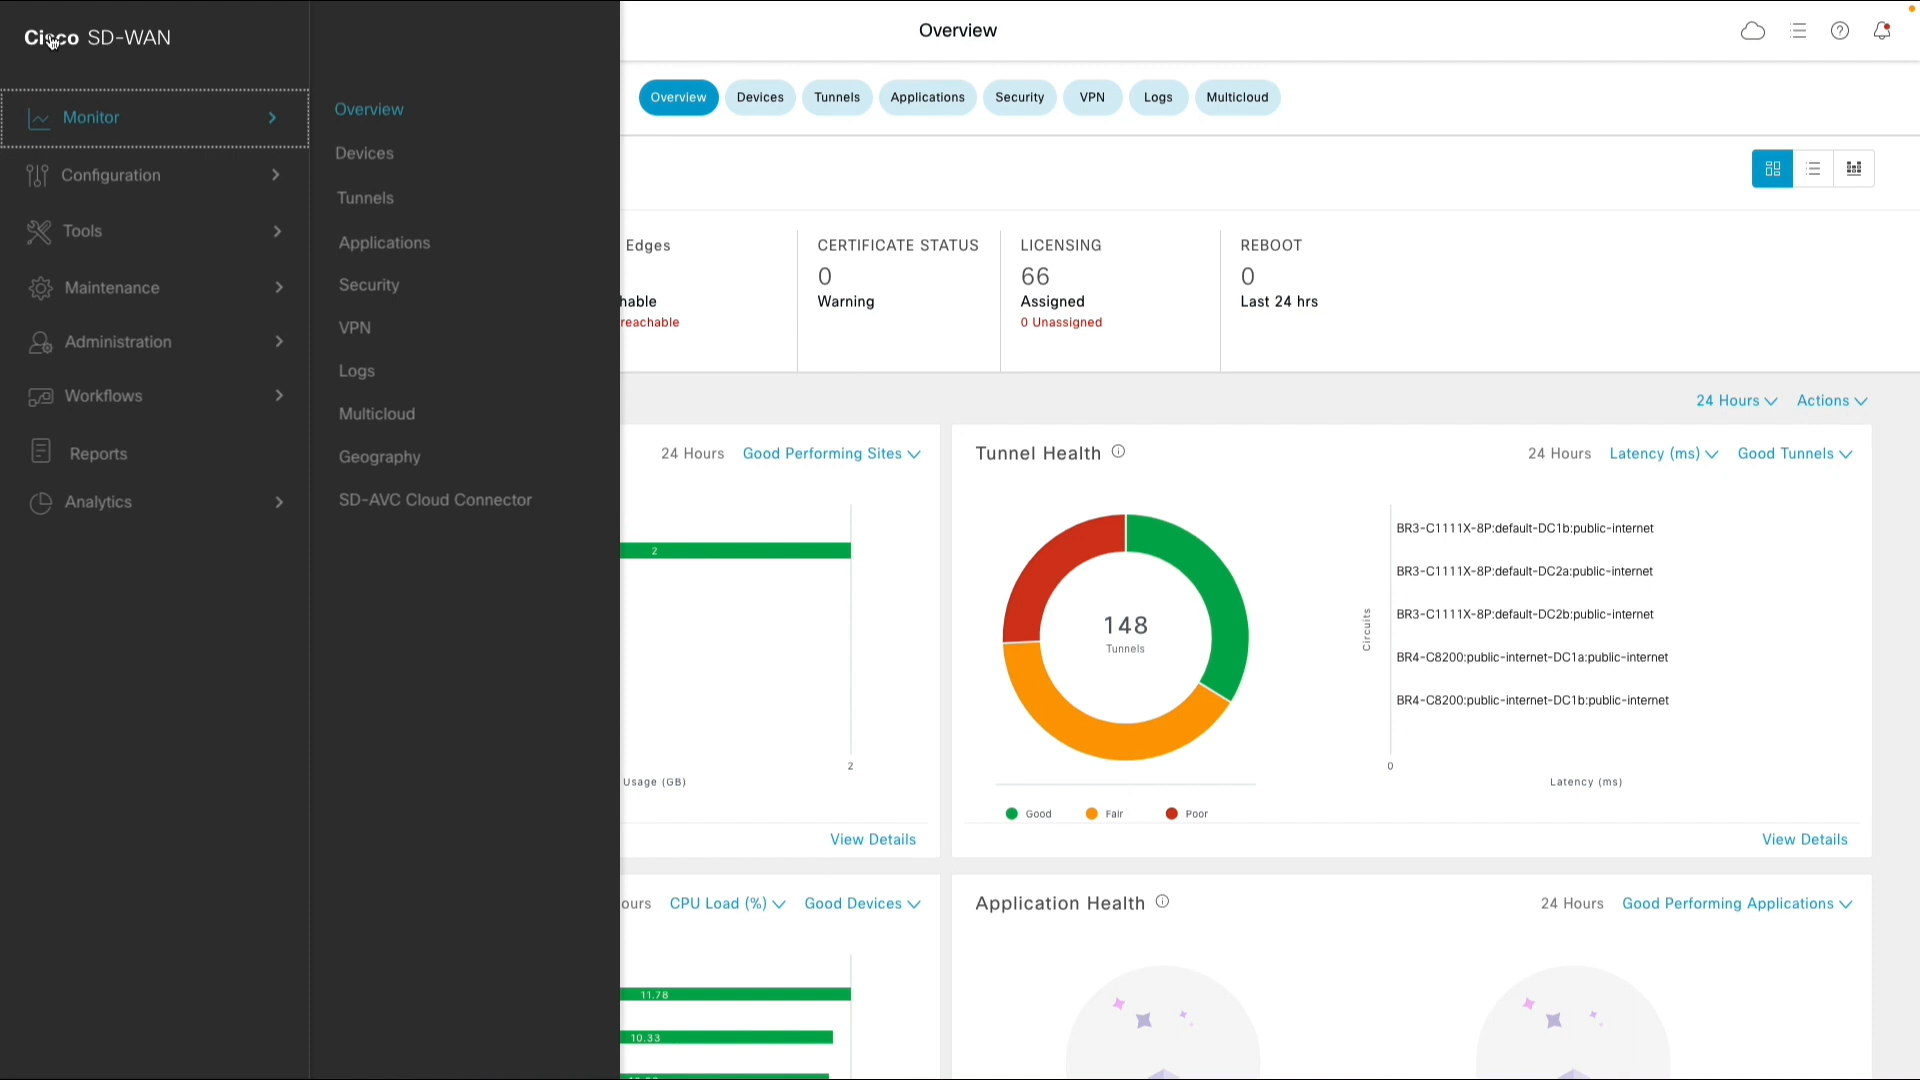 Cisco SD-WAN
Monitor
Configuration
Tools
Maintenance
Administration
Workflows
Reports
Analytics
Overview
Devices
Tunnels
Applications
Security
VPN
Logs
Multicloud
Geography
SD-AVC Cloud Connector
Overview
Overview Devices Tunnels Applications Security VPN Logs Multicloud
Edges
hable
reachable
CERTIFICATE STATUS
0
Warning
LICENSING
66
Assigned
0 Unassigned
REBOOT
0
Last 24 hrs
24 Hours Actions
24 Hours Good Performing Sites
2
2
Usage (GB)
View Details
Tunnel Health
24 Hours Latency (ms) Good Tunnels
148
Tunnels
Good Fair Poor
Circuits
BR3-C1111X-8P:default-DC1b:public-internet
BR3-C1111X-8P:default-DC2a:public-internet
BR3-C1111X-8P:default-DC2b:public-internet
BR4-C8200:public-internet-DC1a:public-internet
BR4-C8200:public-internet-DC1b:public-internet
0
Latency (ms)
View Details
ours CPU Load (%) Good Devices
11.78
10.33
Application Health
24 Hours Good Performing Applications